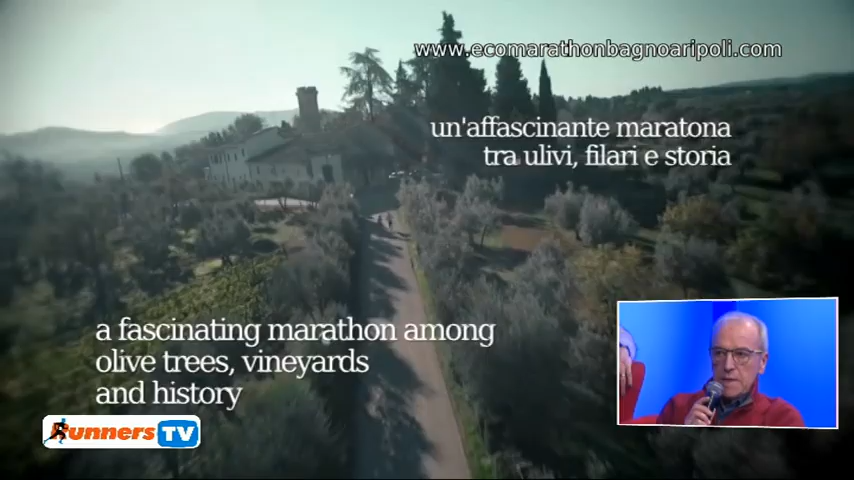 www.ecomarathonbagnoaripoli.com
un'affascinante maratona
tra ulivi, filari e storia
a fascinating marathon among
olive trees, vineyards
and history
RunnersTV